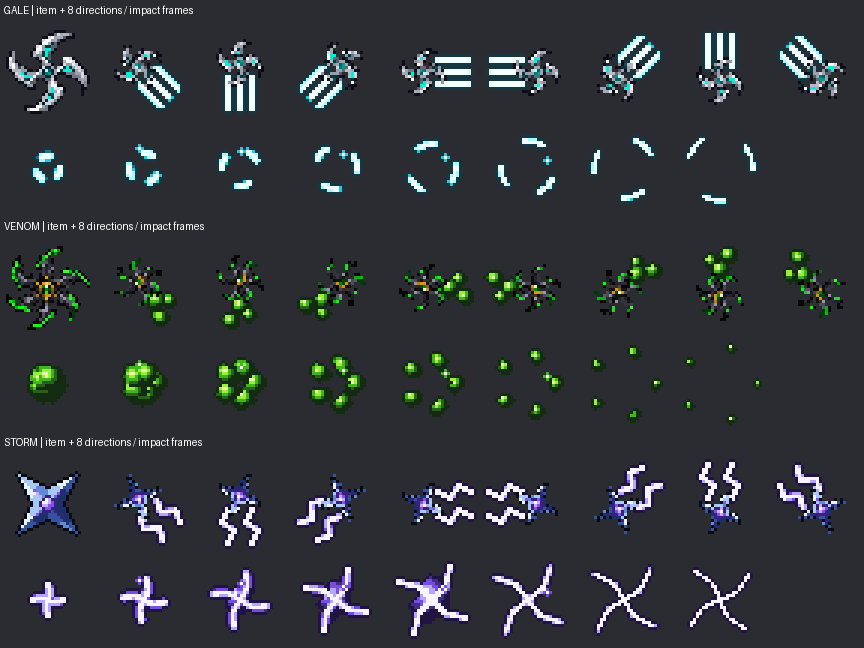 GALE | item + 8 directions / impact frames
VENOM | item + 8 directions / impact frames
STORM | item + 8 directions / impact frames